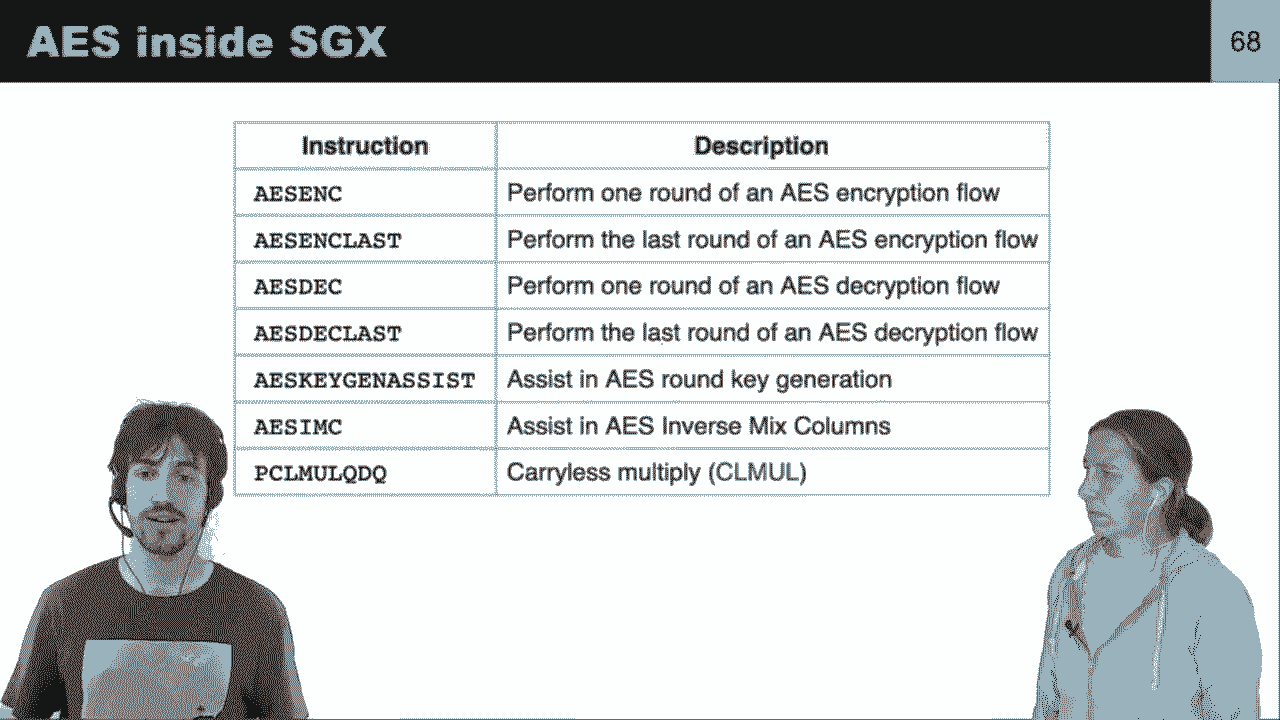 AES inside SGX
68
Instruction Description
AESENC Perform one round of an AES encryption flow
AESENCLAST Perform the last round of an AES encryption flow
AESDEC Perform one round of an AES decryption flow
AESDECLAST Perform the last round of an AES decryption flow
AESKEYGENASSIST Assist in AES round key generation
AESIMC Assist in AES Inverse Mix Columns
PCLMULQDQ Carryless multiply (CLMUL)